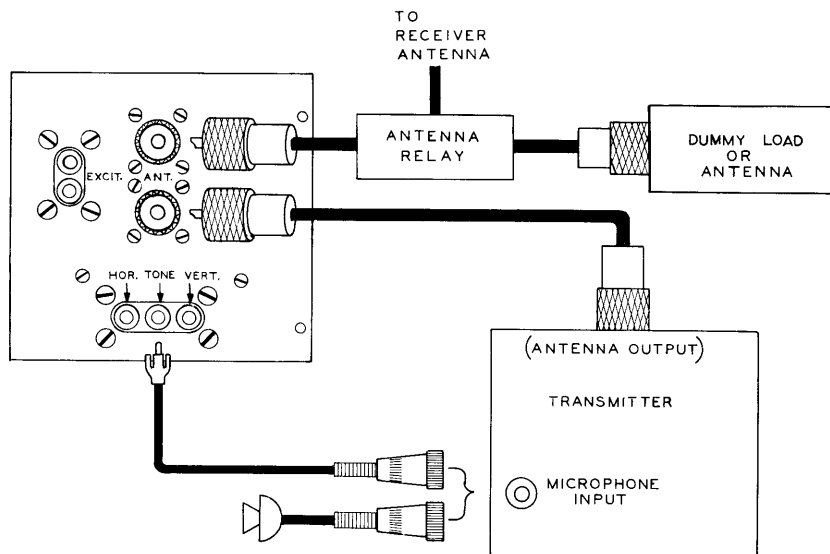 TO
RECEIVER
ANTENNA
ANTENNA
RELAY
DUMMY LOAD
OR
ANTENNA
EXCIT.
ANT.
HOR. TONE VERT.
(ANTENNA OUTPUT)
TRANSMITTER
MICROPHONE
INPUT